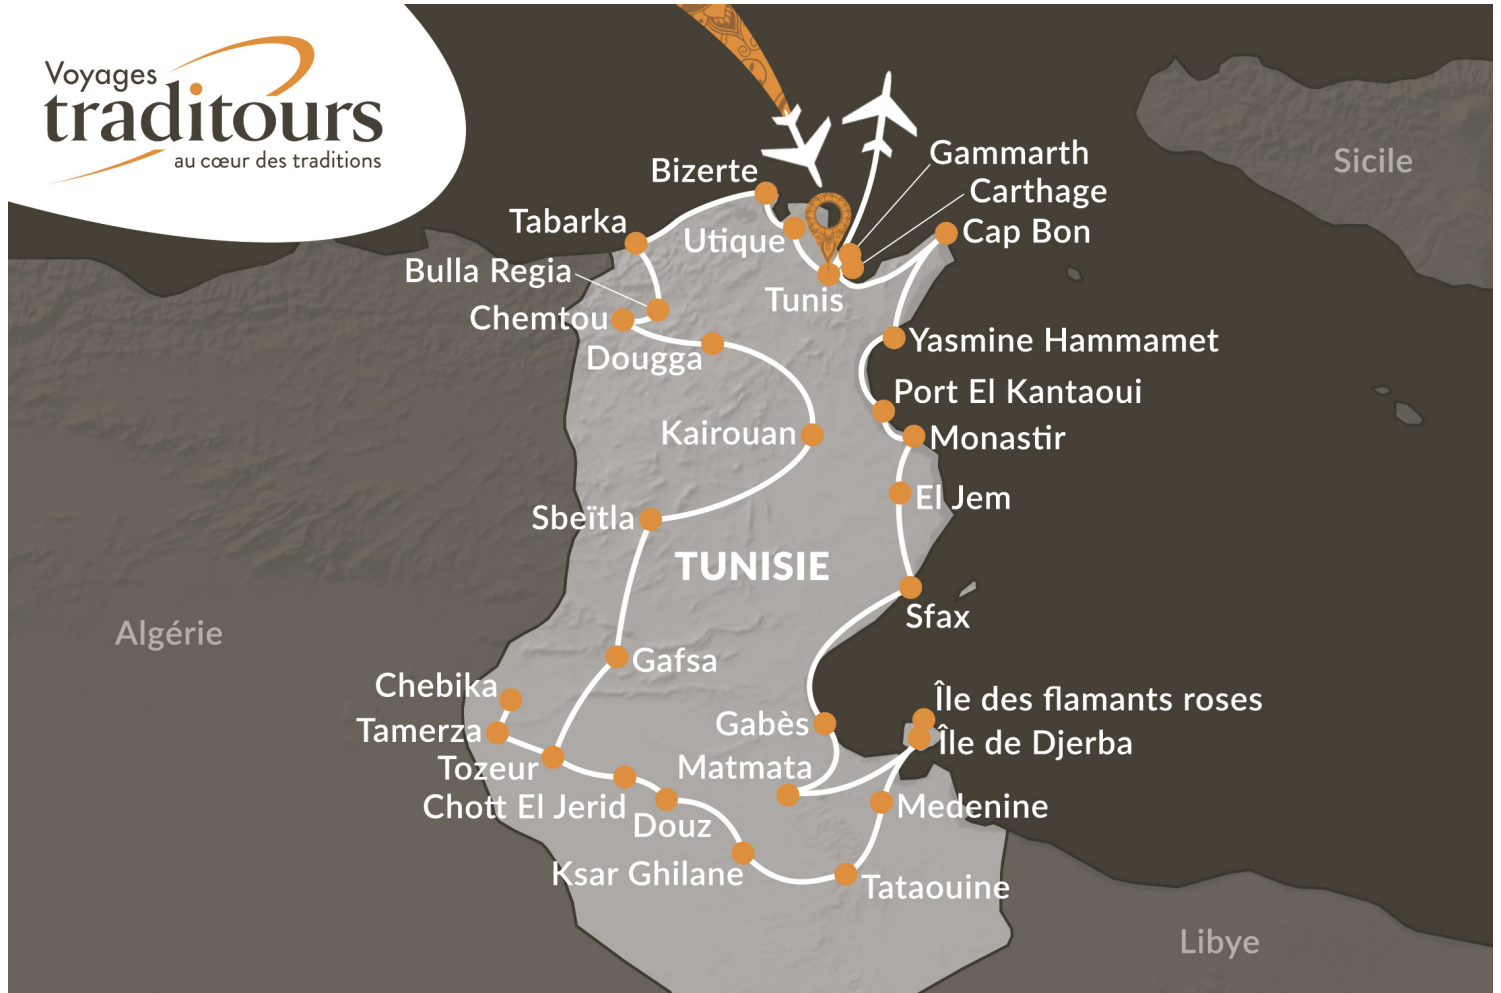 Voyages
traditours
au cœur des traditions
Gammarth
Sicile
Bizerte
Carthage
Tabarka
Cap Bon
Utique
Bulla Regia
Tunis
Chemtou
Yasmine Hammamet
Dougga
Port El Kantaoui
Kairouan
Monastir
El Jem
Sbeïtla
TUNISIE
Sfax
Algérie
Gafsa
Chebika
Île des flamants roses
Gabès
Tamerza
Île de Djerba
Tozeur
Matmata
Chott El Jerid
Medenine
Douz
Ksar Ghilane
Tataouine
Libye